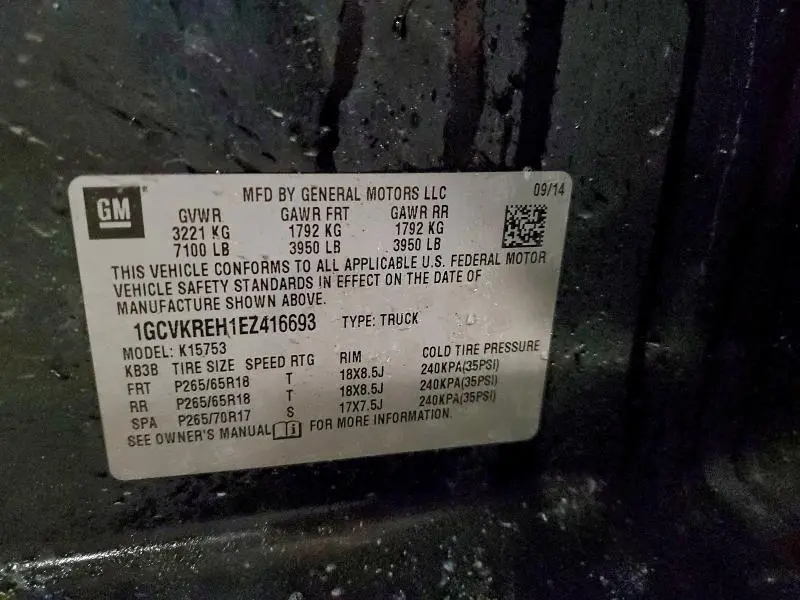 GM
MFD BY GENERAL MOTORS LLC 09/14
GVWR GAWR FRT GAWR RR
3221 KG 1792 KG 1792 KG
7100 LB 3950 LB 3950 LB
THIS VEHICLE CONFORMS TO ALL APPLICABLE U.S. FEDERAL MOTOR
VEHICLE SAFETY STANDARDS IN EFFECT ON THE DATE OF
MANUFACTURE SHOWN ABOVE.
1GCVKREH1EZ416693 TYPE: TRUCK
MODEL: K15753
KB3B TIRE SIZE SPEED RTG RIM COLD TIRE PRESSURE
FRT P265/65R18 T 18X8.5J 240KPA(35PSI)
RR P265/65R18 T 18X8.5J 240KPA(35PSI)
SPA P265/70R17 S 17X7.5J 240KPA(35PSI)
SEE OWNER'S MANUAL FOR MORE INFORMATION.